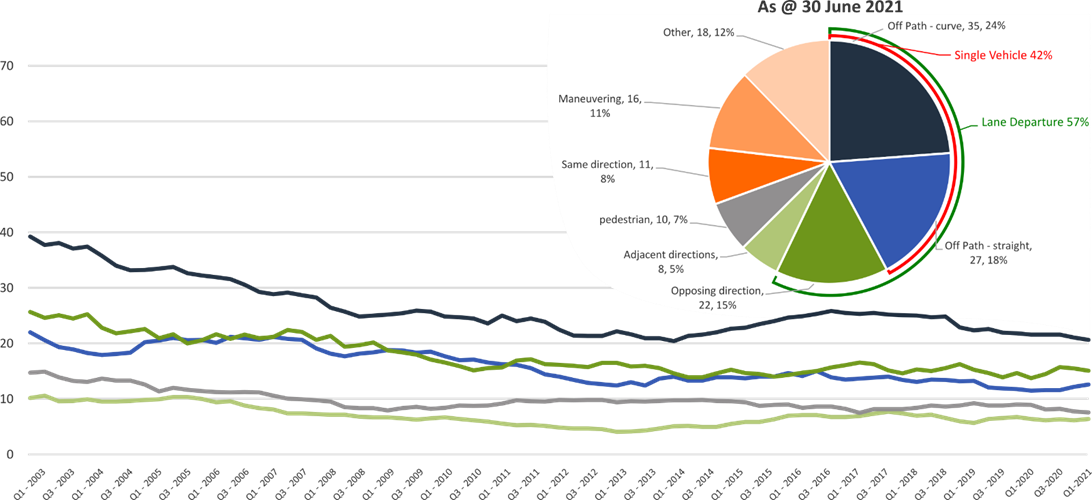 As @ 30 June 2021
Off Path - curve, 35, 24%
Other, 18, 12%
Single Vehicle 42%
Maneuvering, 16,
11%
Lane Departure 57%
Same direction, 11,
8%
pedestrian, 10, 7%
Off Path - straight,
27, 18%
Adjacent directions,
8, 5%
Opposing direction,
22, 15%
70
60
50
40
30
20
10
0
Q1 - 2003
Q3 - 2003
Q1 - 2004
Q3 - 2004
Q1 - 2005
Q3 - 2005
Q1 - 2006
Q3 - 2006
Q1 - 2007
Q3 - 2007
Q1 - 2008
Q3 - 2008
Q1 - 2009
Q3 - 2009
Q1 - 2010
Q3 - 2010
Q1 - 2011
Q3 - 2011
Q1 - 2012
Q3 - 2012
Q1 - 2013
Q3 - 2013
Q1 - 2014
Q3 - 2014
Q1 - 2015
Q3 - 2015
Q1 - 2016
Q3 - 2016
Q1 - 2017
Q3 - 2017
Q1 - 2018
Q3 - 2018
Q1 - 2019
Q3 - 2019
Q1-2020
Q3-2020
Q1-2021